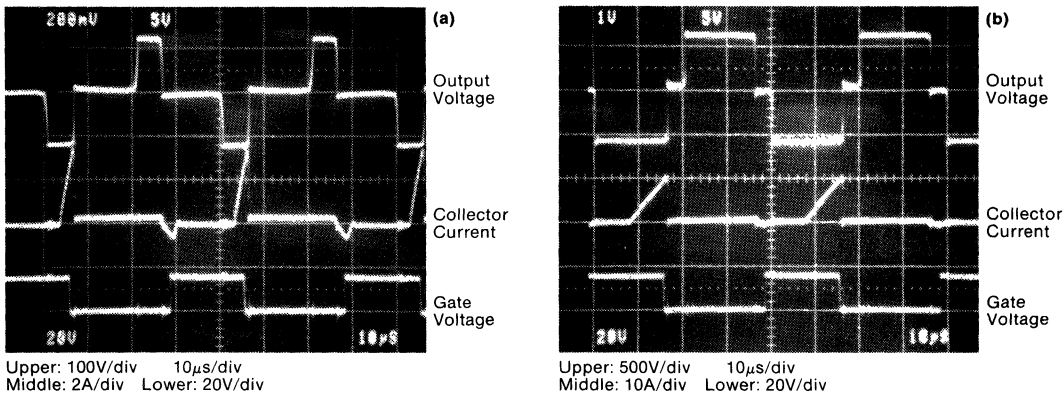 200mV 5V
(a)
Output
Voltage
Collector
Current
Gate
Voltage
20V 10μS
Upper: 100V/div 10μs/div
Middle: 2A/div Lower: 20V/div
1V 5V
(b)
Output
Voltage
Collector
Current
Gate
Voltage
20V 10μS
Upper: 500V/div 10μs/div
Middle: 10A/div Lower: 20V/div